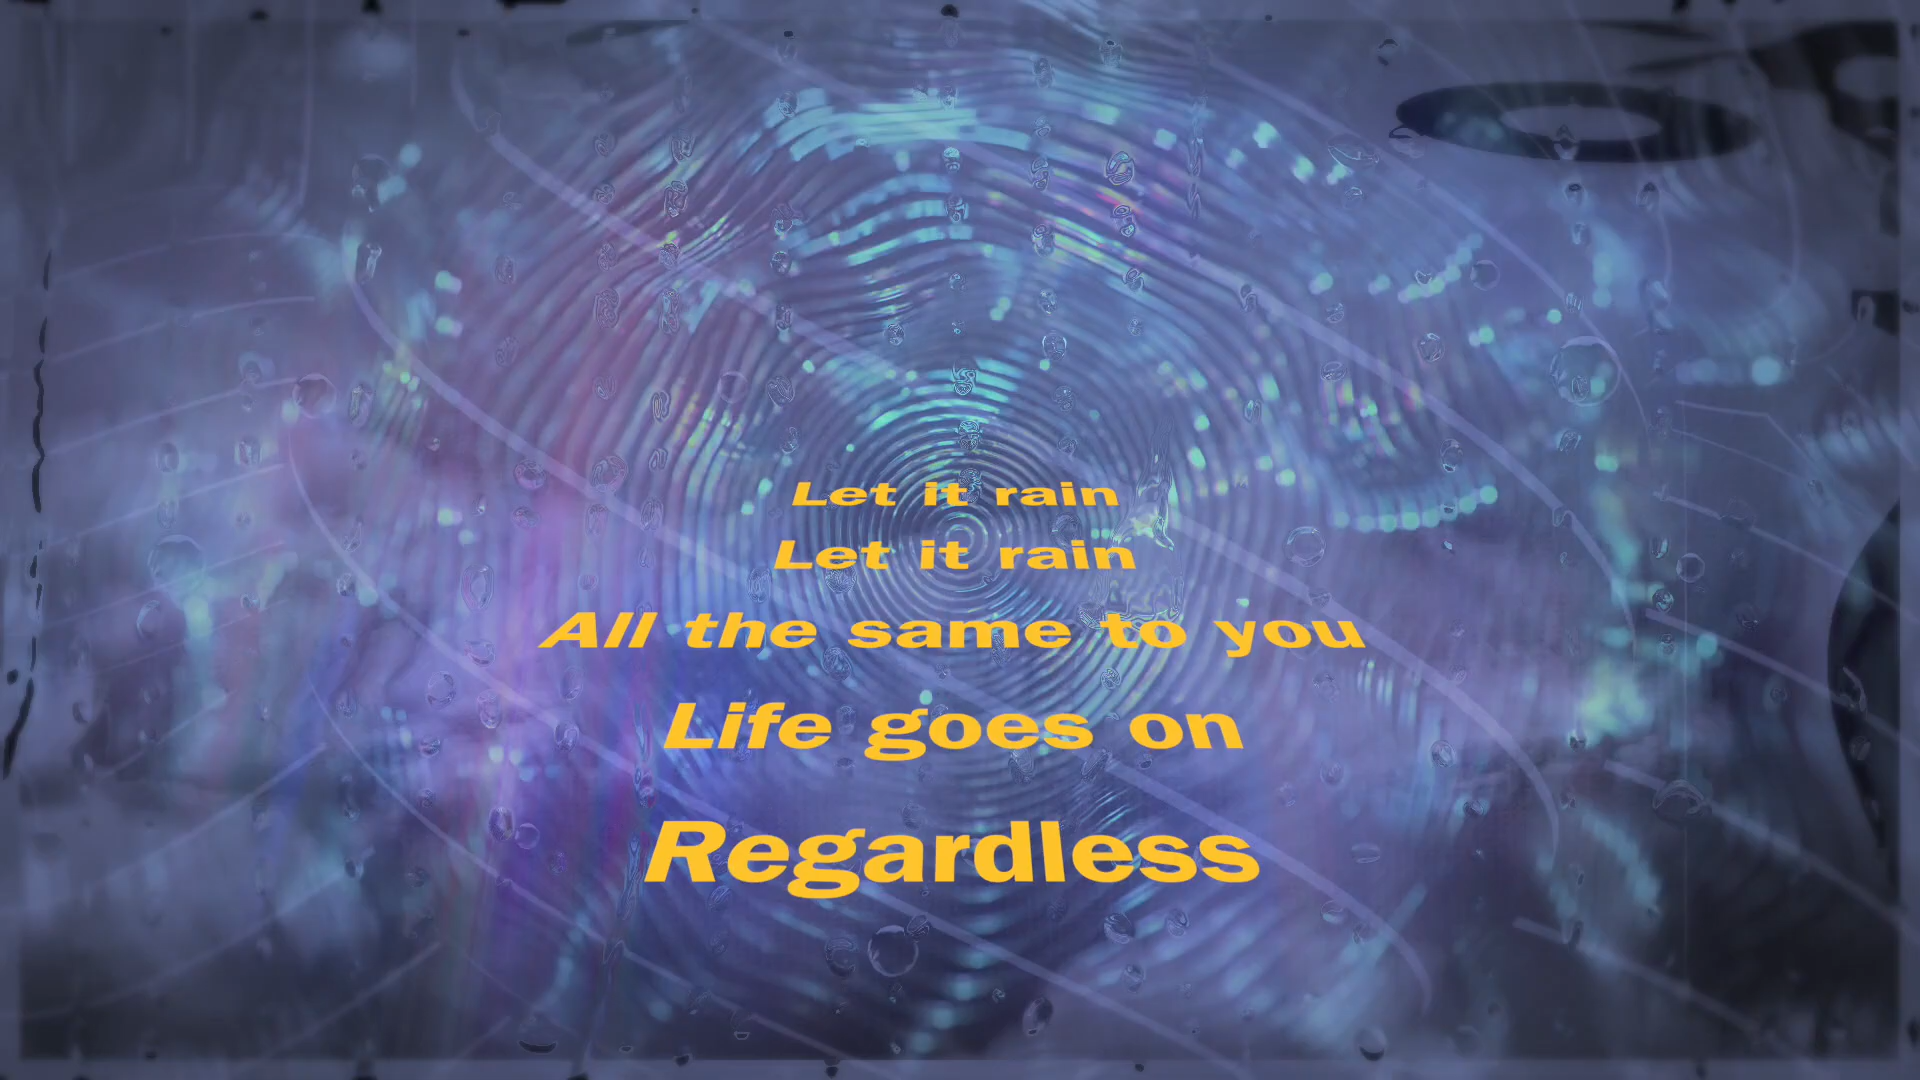 Let it rain
Let it rain
All the same to you
Life goes on
Regardless